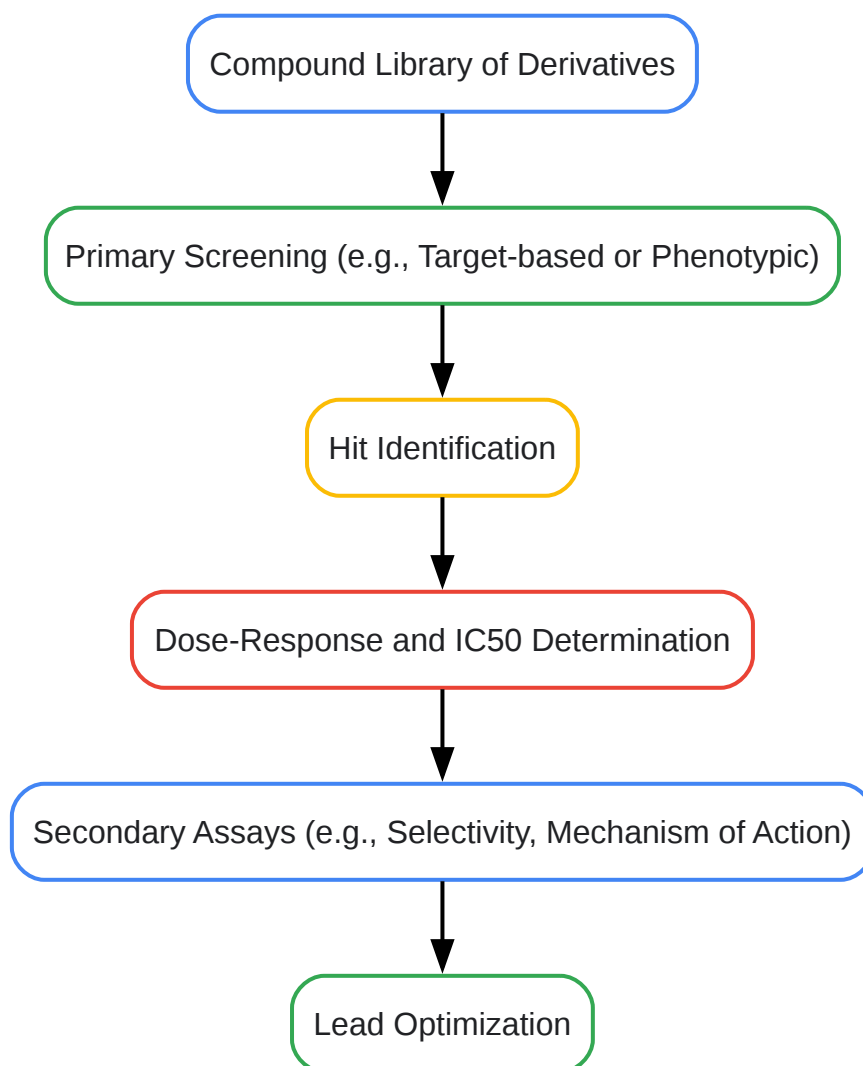 Compound Library of Derivatives
Primary Screening (e.g., Target-based or Phenotypic)
Hit Identification
Dose-Response and IC50 Determination
Secondary Assays (e.g., Selectivity, Mechanism of Action)
Lead Optimization